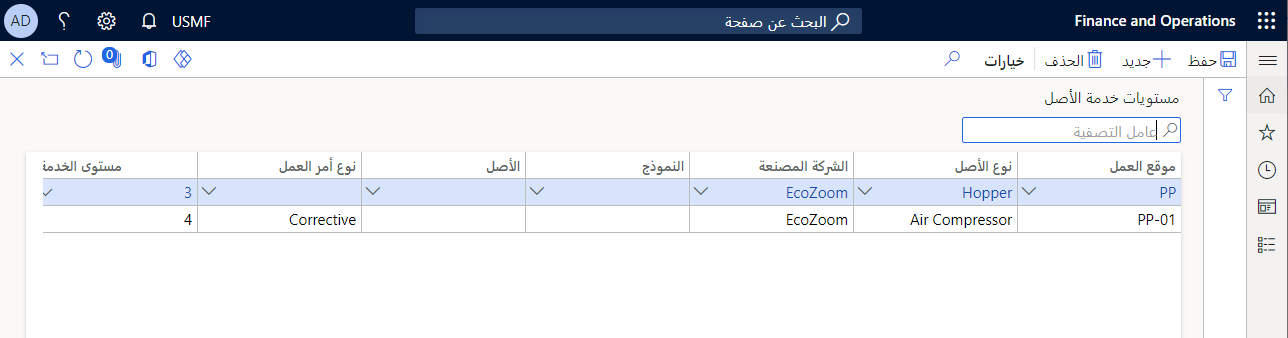 Finance and Operations
البحث عن صفحة
USMF
AD
حفظ
جديد
الحذف
خيارات
0
مستويات خدمة الأصل
عامل التصفية
موقع العمل نوع الأصل الشركة المصنعة النموذج الأصل نوع أمر العمل مستوى الخدمة
PP Hopper EcoZoom 3
PP-01 Air Compressor EcoZoom Corrective 4